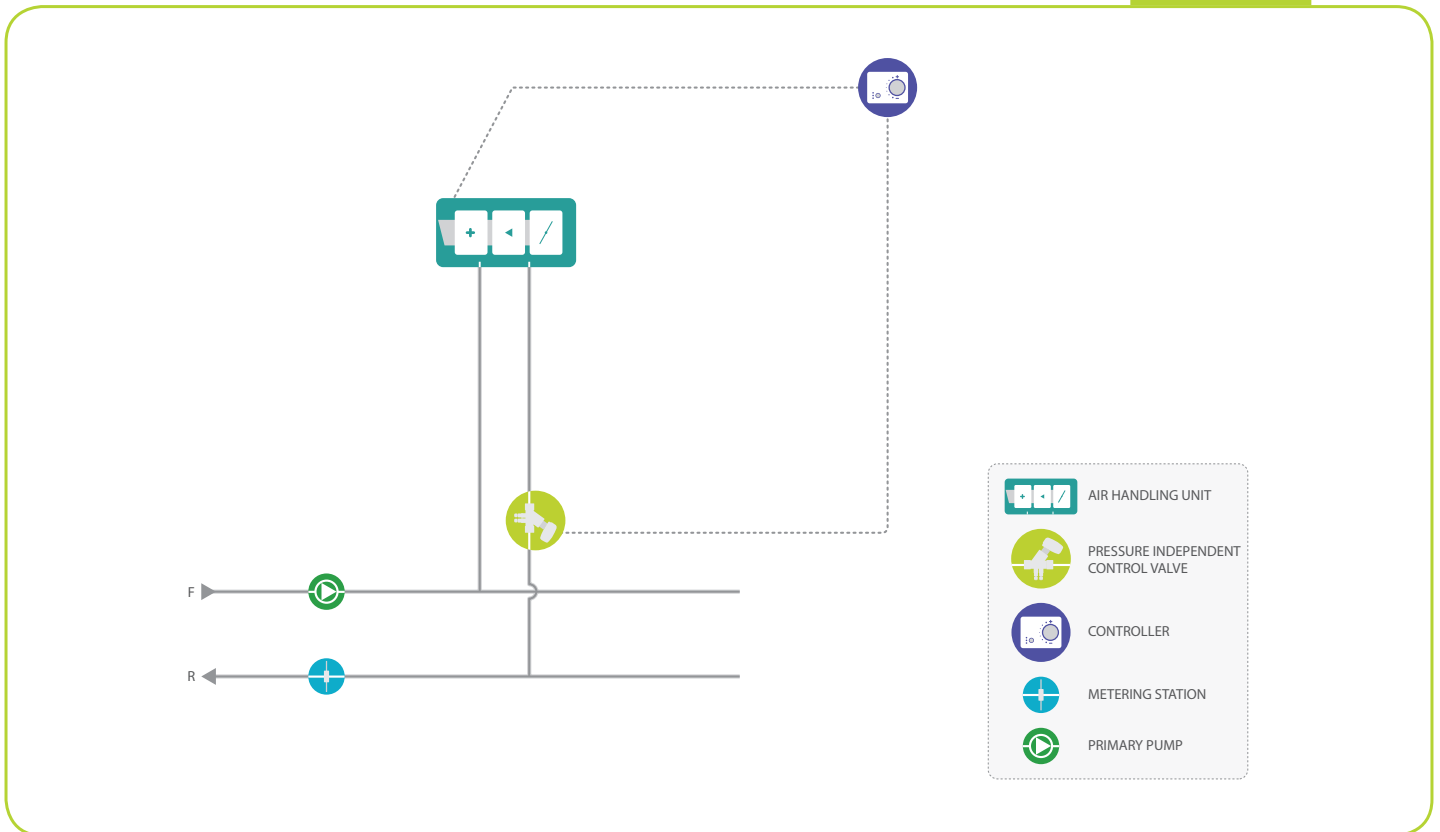 F
R
AIR HANDLING UNIT
PRESSURE INDEPENDENT
CONTROL VALVE
CONTROLLER
METERING STATION
PRIMARY PUMP